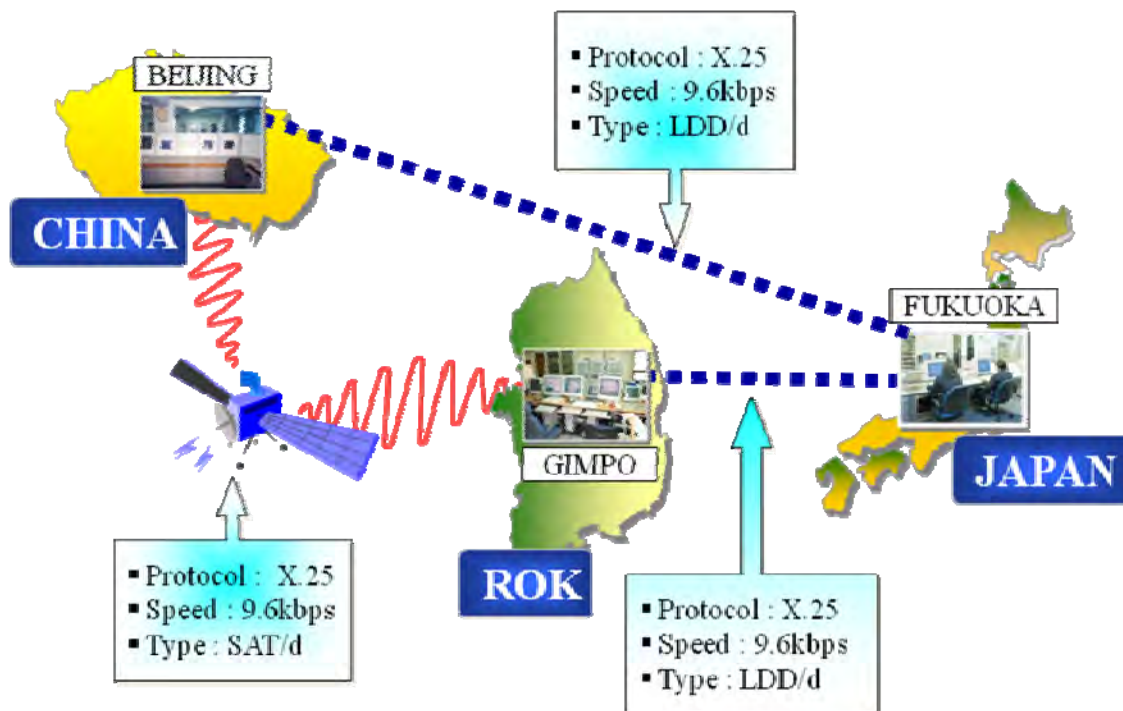 BEIJING
CHINA
▪ Protocol : X.25
▪ Speed : 9.6kbps
▪ Type : LDD/d
FUKUOKA
JAPAN
GIMPO
ROK
▪ Protocol : X.25
▪ Speed : 9.6kbps
▪ Type : SAT/d
▪ Protocol : X.25
▪ Speed : 9.6kbps
▪ Type : LDD/d